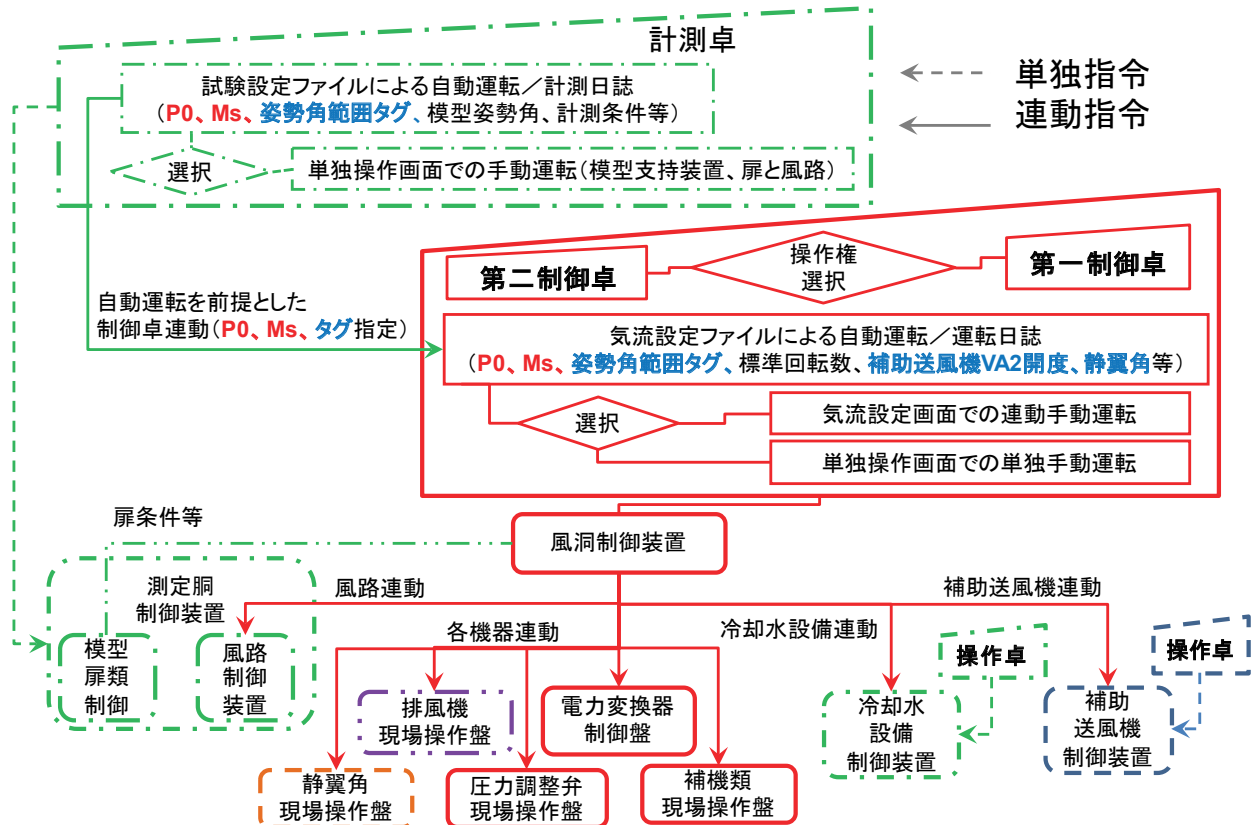 計測卓
試験設定ファイルによる自動運転／計測日誌
（P0、Ms、姿勢角範囲タグ、模型姿勢角、計測条件等）
選択
単独操作画面での手動運転（模型支持装置、扉と風路）
単独指令
連動指令
第二制御卓
操作権
選択
第一制御卓
自動運転を前提とした
制御卓連動（P0、Ms、タグ指定）
気流設定ファイルによる自動運転／運転日誌
（P0、Ms、姿勢角範囲タグ、標準回転数、補助送風機VA2開度、静翼角等）
選択
気流設定画面での連動手動運転
単独操作画面での単独手動運転
扉条件等
風洞制御装置
測定胴
制御装置
風路連動
補助送風機連動
各機器連動
冷却水設備連動
模型
扉類
制御
風路
制御
装置
操作卓
操作卓
排風機
現場操作盤
電力変換器
制御盤
冷却水
設備
制御装置
補助
送風機
制御装置
静翼角
現場操作盤
圧力調整弁
現場操作盤
補機類
現場操作盤